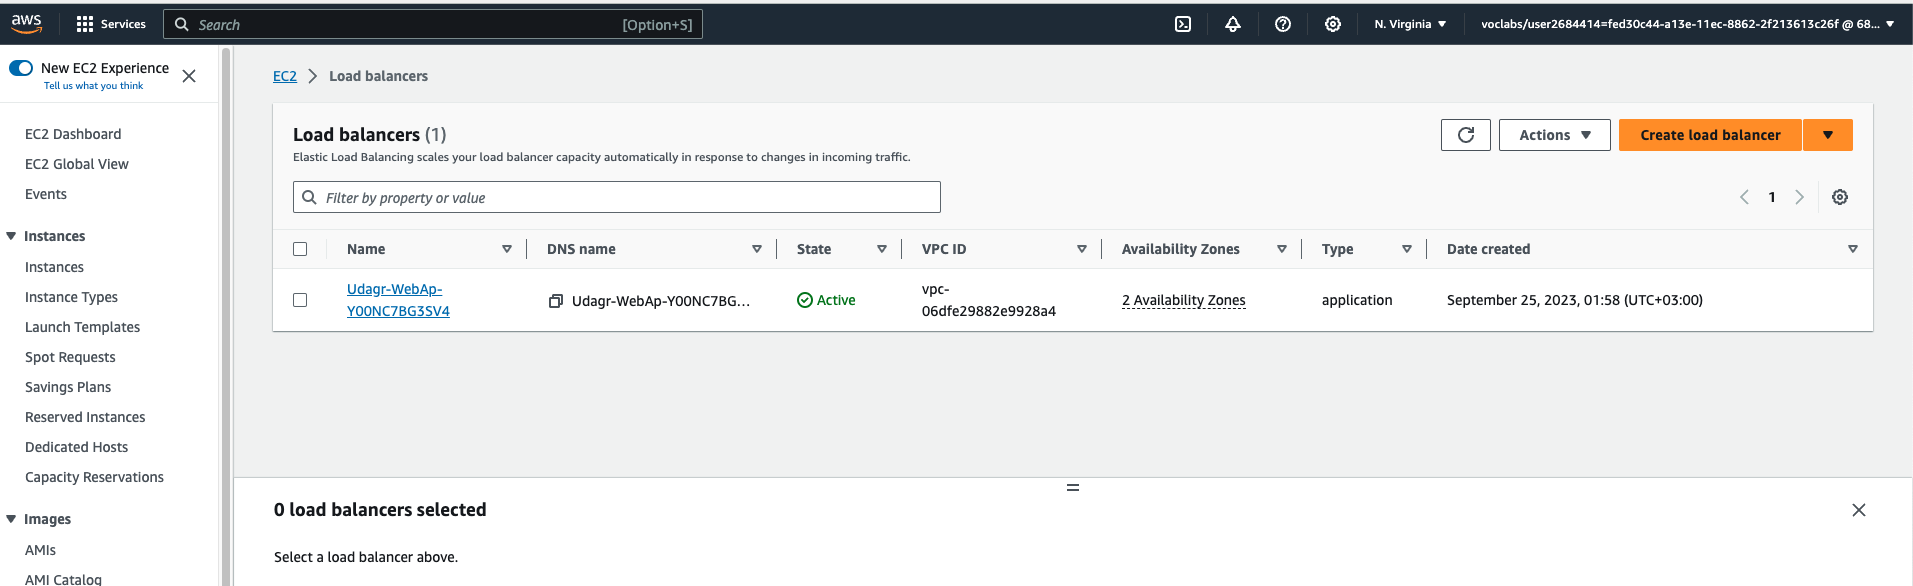 aws
Services
Search
[Option+S]
N. Virginia
voclabs/user2684414=fed30c44-a13e-11ec-8862-2f213613c26f @ 68...
New EC2 Experience
Tell us what you think
EC2 Dashboard
EC2 Global View
Events
Instances
Instances
Instance Types
Launch Templates
Spot Requests
Savings Plans
Reserved Instances
Dedicated Hosts
Capacity Reservations
Images
AMIs
AMI Catalog
EC2 > Load balancers
Load balancers (1)
Elastic Load Balancing scales your load balancer capacity automatically in response to changes in incoming traffic.
Actions
Create load balancer
Filter by property or value
1
Name
DNS name
State
VPC ID
Availability Zones
Type
Date created
Udagr-WebAp-
Y00NC7BG3SV4
Udagr-WebAp-Y00NC7BG...
Active
vpc-
06dfe29882e9928a4
2 Availability Zones
application
September 25, 2023, 01:58 (UTC+03:00)
0 load balancers selected
Select a load balancer above.